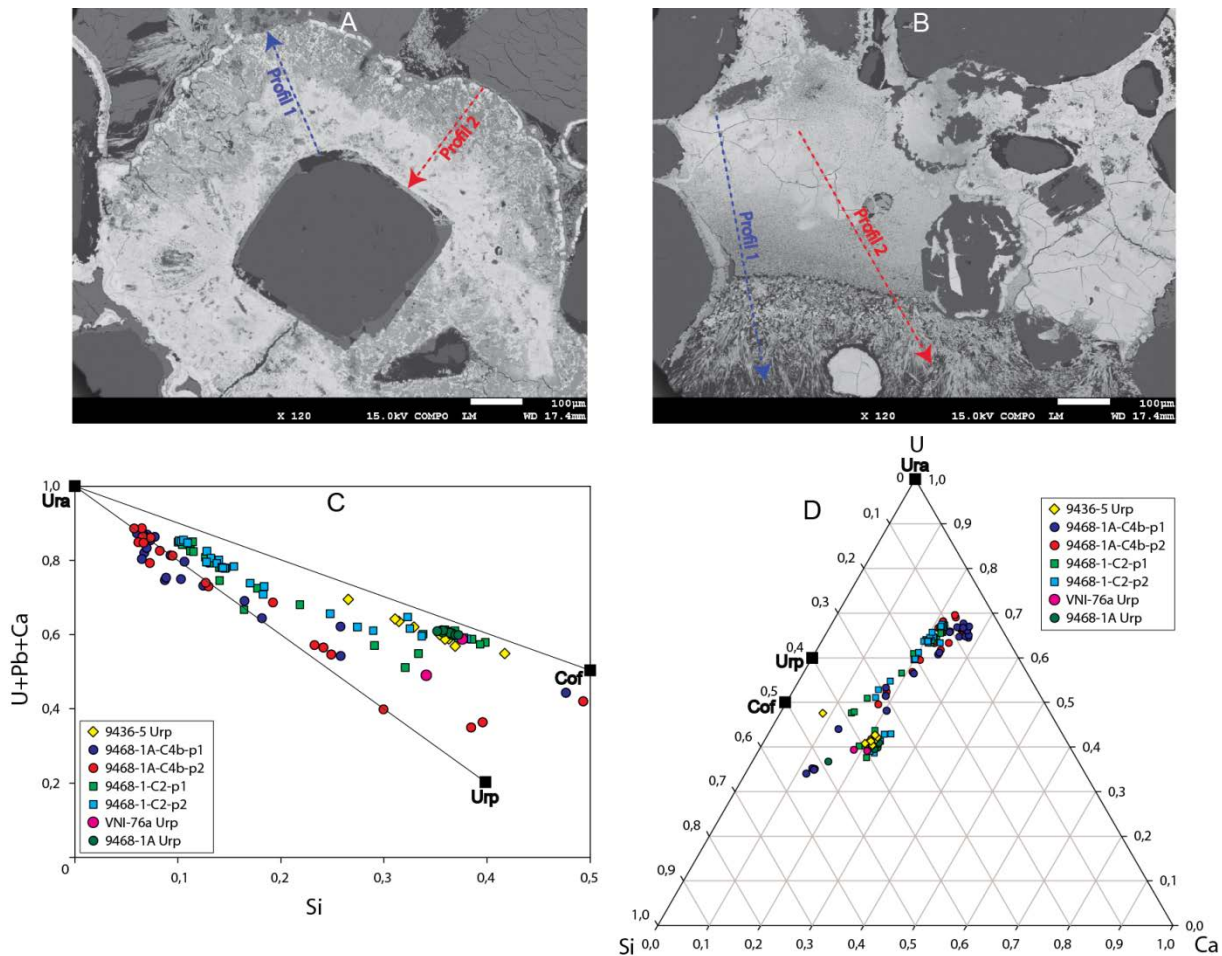 A
Profil 1
Profil 2
100µm
X 120 15.0kV COMPO LM WD 17.4mm
B
Profil 1
Profil 2
100µm
X 120 15.0kV COMPO LM WD 17.4mm
C
U+Pb+Ca
1,0
0,8
0,6
0,4
0,2
0
0,1
0,2
0,3
0,4
0,5
Si
Ura
Cof
Urp
9436-5 Urp
9468-1A-C4b-p1
9468-1A-C4b-p2
9468-1-C2-p1
9468-1-C2-p2
VNI-76a Urp
9468-1A Urp
D
U
Ura
0 1,0
0,1
0,2
0,3
0,4
0,5
0,6
0,7
0,8
0,9
1,0
Urp
Cof
0,9
0,8
0,7
0,6
0,5
0,4
0,3
0,2
0,1
0,0
Si
0,0 0,1 0,2 0,3 0,4 0,5 0,6 0,7 0,8 0,9 1,0
Ca
9436-5 Urp
9468-1A-C4b-p1
9468-1A-C4b-p2
9468-1-C2-p1
9468-1-C2-p2
VNI-76a Urp
9468-1A Urp